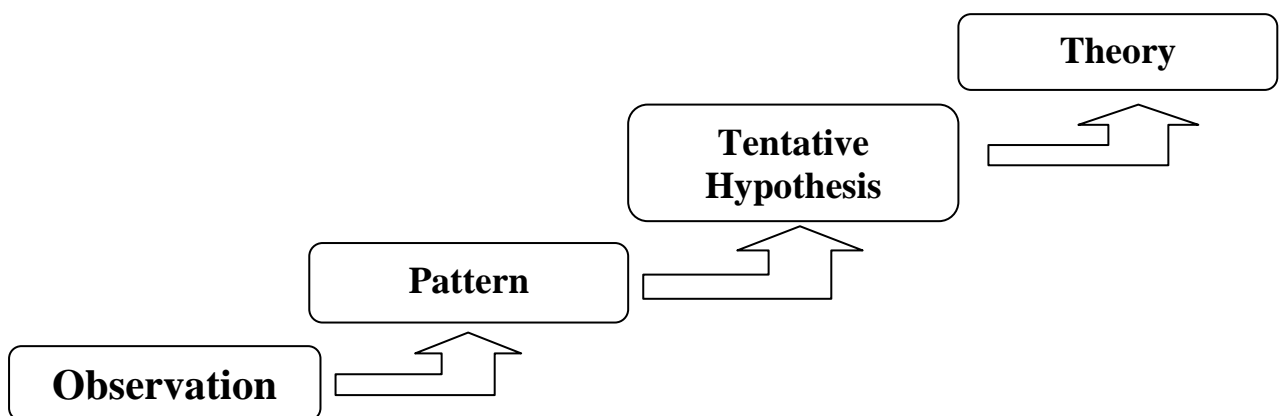 Theory
Tentative
Hypothesis
Pattern
Observation